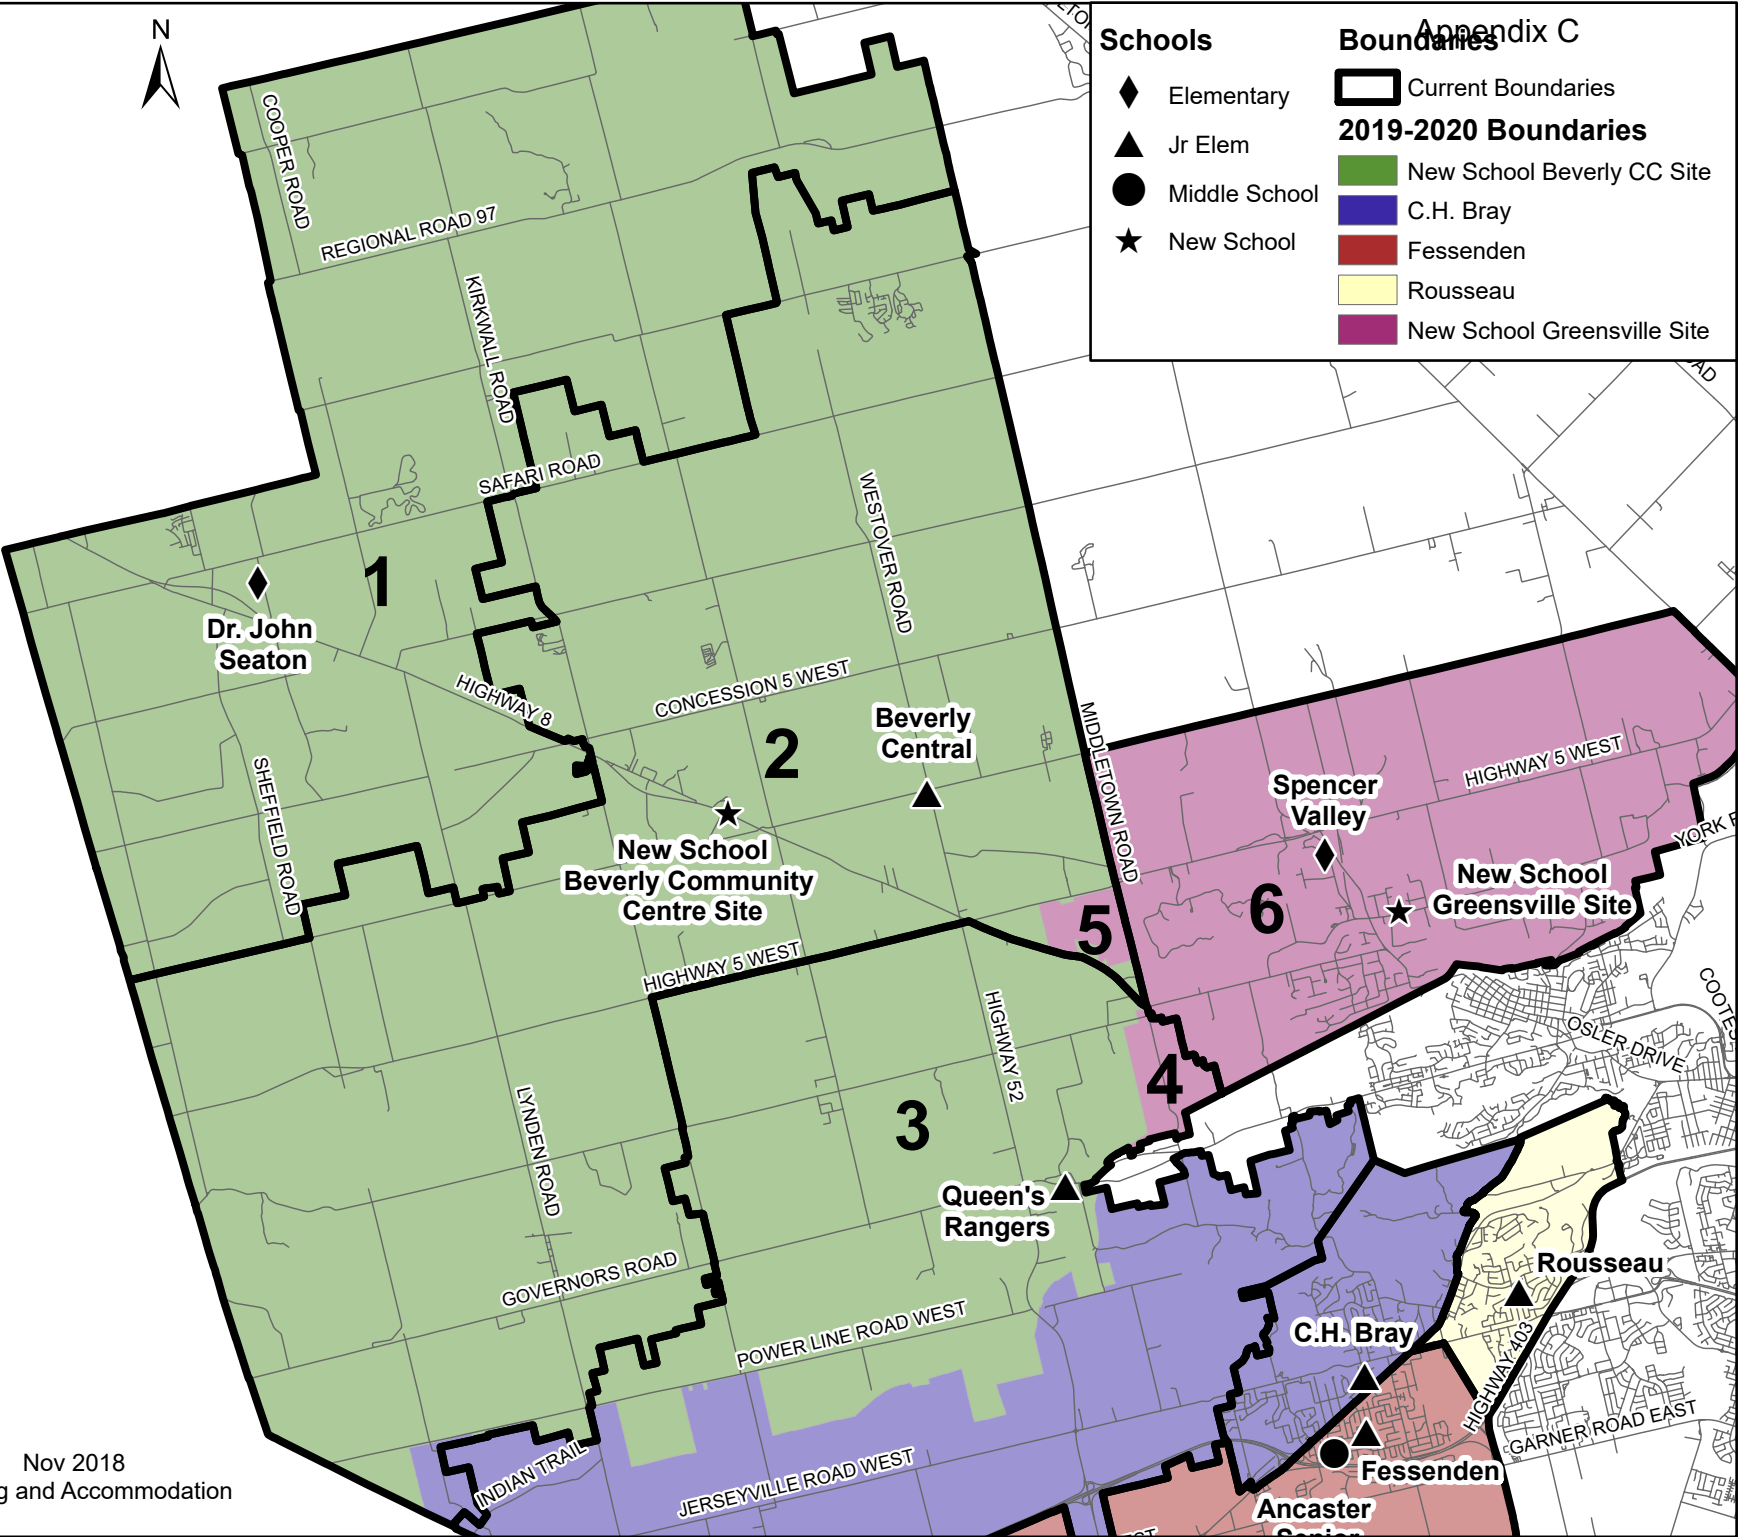 N
Appendix C
Schools
Elementary
Jr Elem
Middle School
New School
Boundaries
Current Boundaries
2019-2020 Boundaries
New School Beverly CC Site
C.H. Bray
Fessenden
Rousseau
New School Greensville Site
COOPER ROAD
REGIONAL ROAD 97
KIRKWALL ROAD
SAFARI ROAD
WESTOVER ROAD
1
Dr. John
Seaton
HIGHWAY 8
CONCESSION 5 WEST
2
Beverly
Central
MIDDLETOWN ROAD
SHEFFIELD ROAD
New School
Beverly Community
Centre Site
HIGHWAY 5 WEST
Spencer
Valley
HIGHWAY 5 WEST
YORK
New School
Greensville Site
5
6
HIGHWAY 52
4
3
LYNDEN ROAD
OSLER DRIVE
COOTES
Queen's
Rangers
GOVERNORS ROAD
POWER LINE ROAD WEST
Rousseau
C.H. Bray
HIGHWAY 403
GARNER ROAD EAST
INDIAN TRAIL
JERSEYVILLE ROAD WEST
Fessenden
Ancaster
Senior
Nov 2018
g and Accommodation